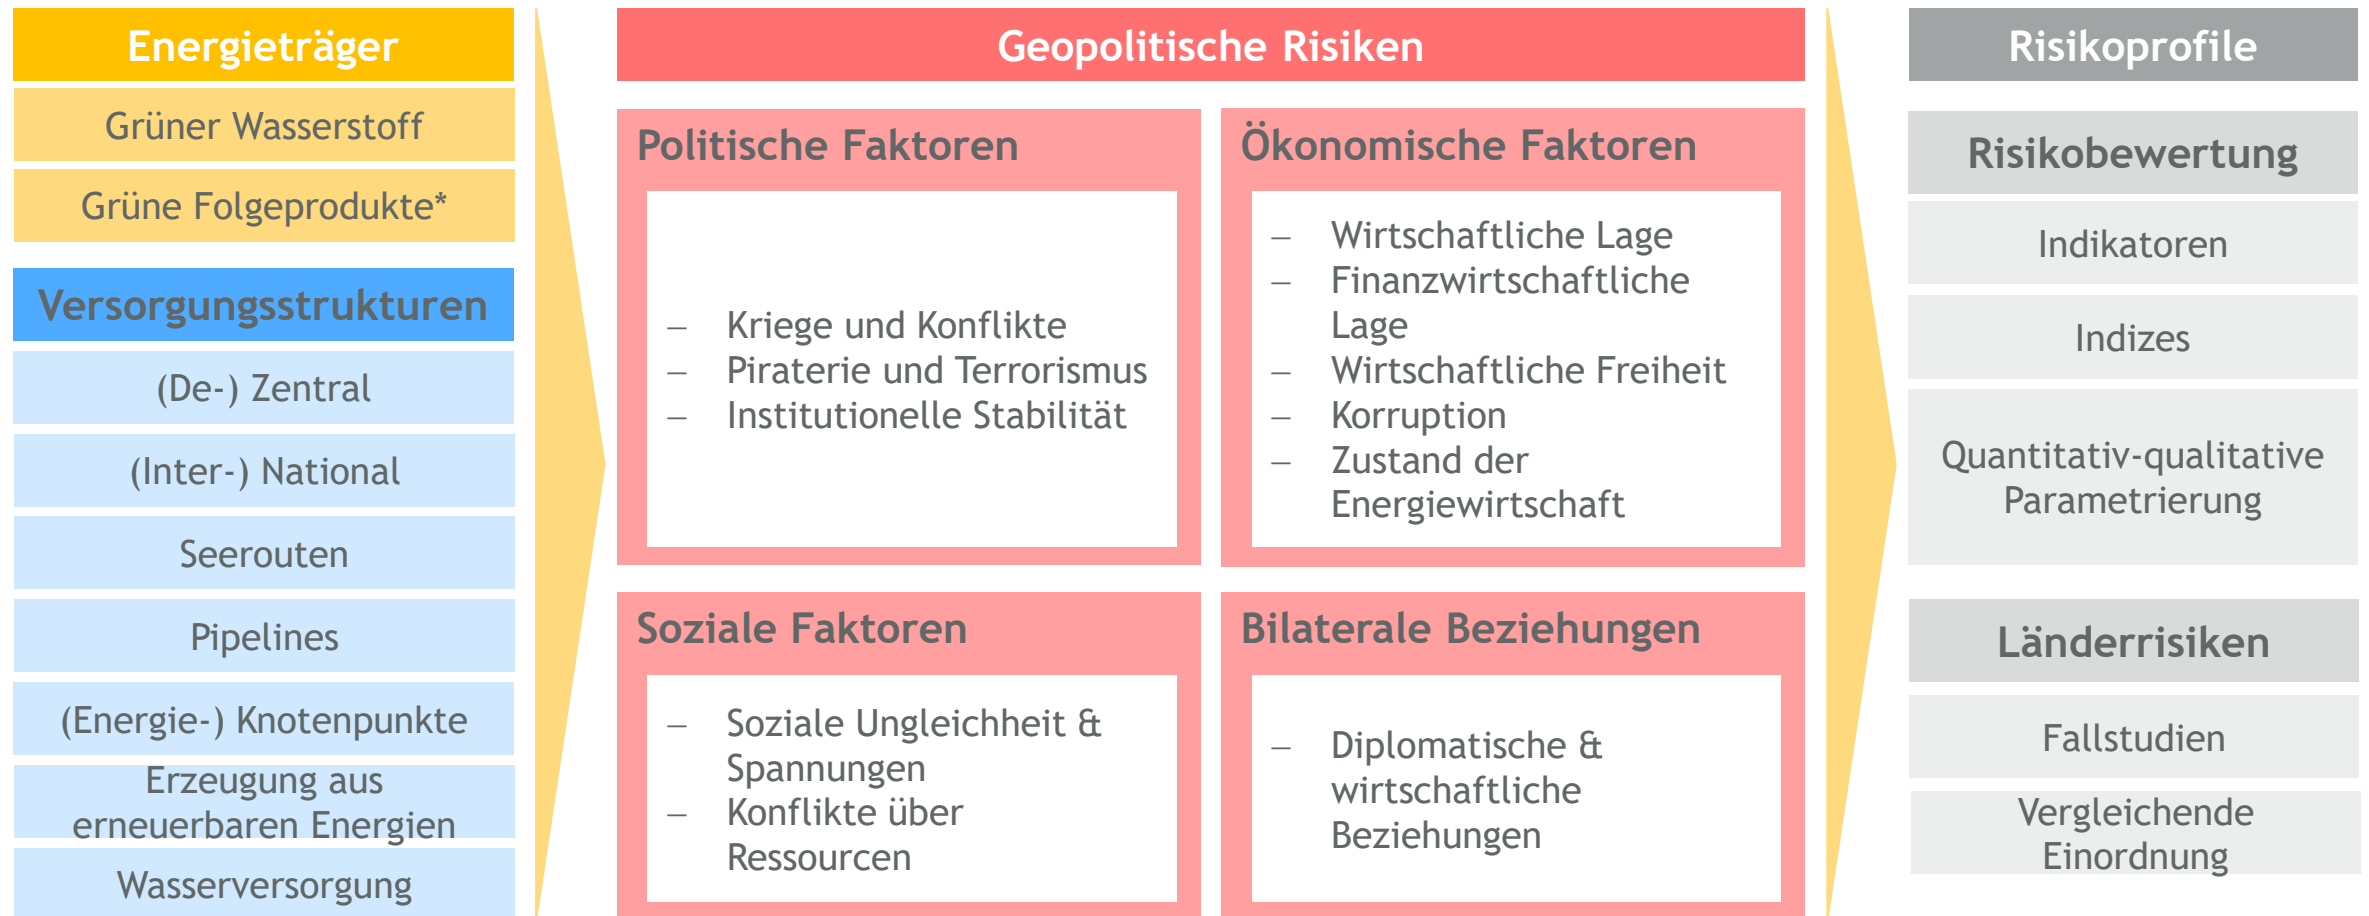 Energieträger
Grüner Wasserstoff
Grüne Folgeprodukte*
Versorgungsstrukturen
(De-) Zentral
(Inter-) National
Seerouten
Pipelines
(Energie-) Knotenpunkte
Erzeugung aus
erneuerbaren Energien
Wasserversorgung
Geopolitische Risiken
Politische Faktoren
– Kriege und Konflikte
– Piraterie und Terrorismus
– Institutionelle Stabilität
Ökonomische Faktoren
– Wirtschaftliche Lage
– Finanzwirtschaftliche
Lage
– Wirtschaftliche Freiheit
– Korruption
– Zustand der
Energiewirtschaft
Soziale Faktoren
– Soziale Ungleichheit &
Spannungen
– Konflikte über
Ressourcen
Bilaterale Beziehungen
– Diplomatische &
wirtschaftliche
Beziehungen
Risikoprofile
Risikobewertung
Indikatoren
Indizes
Quantitativ-qualitative
Parametrierung
Länderrisiken
Fallstudien
Vergleichende
Einordnung